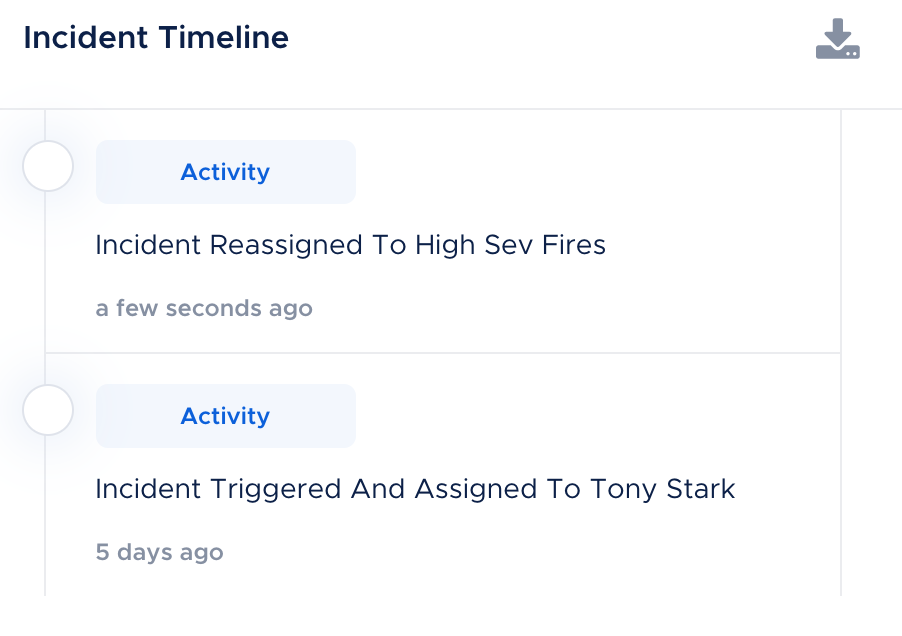 Incident Timeline
Activity
Incident Reassigned To High Sev Fires
a few seconds ago
Activity
Incident Triggered And Assigned To Tony Stark
5 days ago